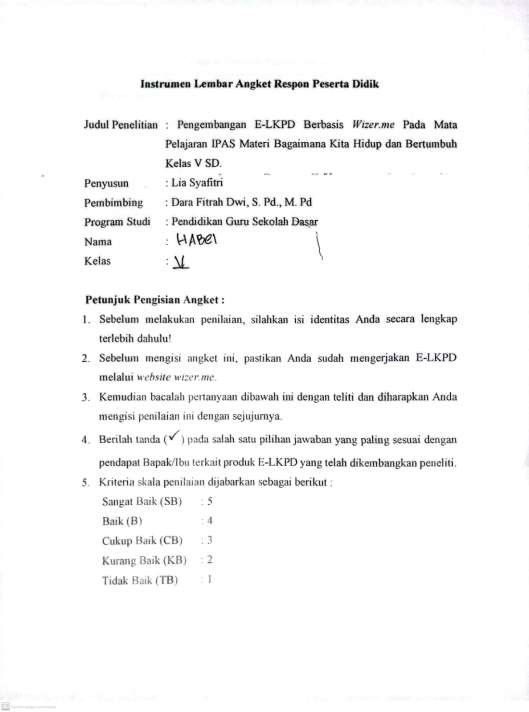 Instrumen Lembar Angket Respon Peserta Didik
Judul Penelitian : Pengembangan E-LKPD Berbasis Wizer.me Pada Mata
Pelajaran IPAS Materi Bagaimana Kita Hidup dan Bertumbuh
Kelas V SD.
Penyusun : Lia Syafitri
Pembimbing : Dara Fitrah Dwi, S. Pd., M. Pd
Program Studi : Pendidikan Guru Sekolah Dasar
Nama : HABEl
Kelas : V
Petunjuk Pengisian Angket :
1. Sebelum melakukan penilaian, silahkan isi identitas Anda secara lengkap
terlebih dahulu!
2. Sebelum mengisi angket ini, pastikan Anda sudah mengerjakan E-LKPD
melalui website wizer.me.
3. Kemudian bacalah pertanyaan dibawah ini dengan teliti dan diharapkan Anda
mengisi penilaian ini dengan sejujurnya.
4. Berilah tanda (✓) pada salah satu pilihan jawaban yang paling sesuai dengan
pendapat Bapak/Ibu terkait produk E-LKPD yang telah dikembangkan peneliti.
5. Kriteria skala penilaian dijabarkan sebagai berikut :
Sangat Baik (SB) : 5
Baik (B) : 4
Cukup Baik (CB) : 3
Kurang Baik (KB) : 2
Tidak Baik (TB) : 1